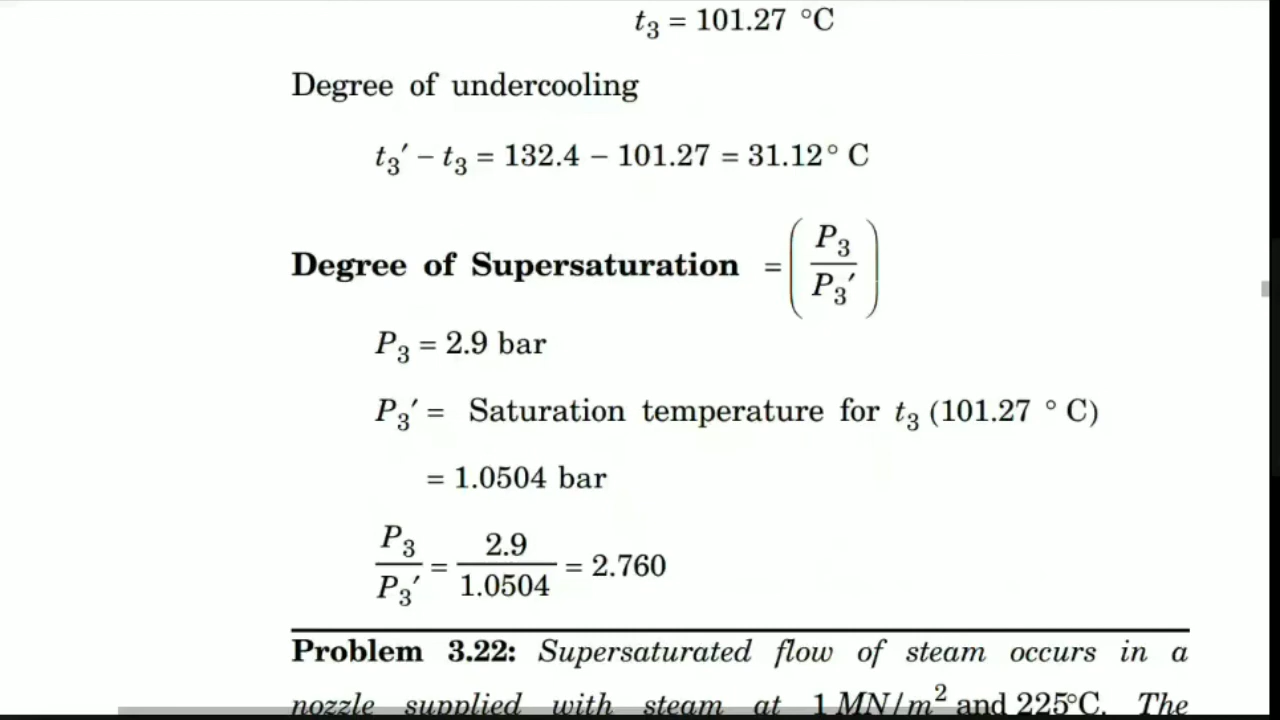 t₃ = 101.27 °C
Degree of undercooling
t₃′ − t₃ = 132.4 − 101.27 = 31.12° C
Degree of Supersaturation = (P₃ / P₃′)
P₃ = 2.9 bar
P₃′ = Saturation temperature for t₃ (101.27 ° C)
= 1.0504 bar
P₃ / P₃′ = 2.9 / 1.0504 = 2.760
Problem 3.22: Supersaturated flow of steam occurs in a
nozzle supplied with steam at 1 MN/m² and 225°C. The